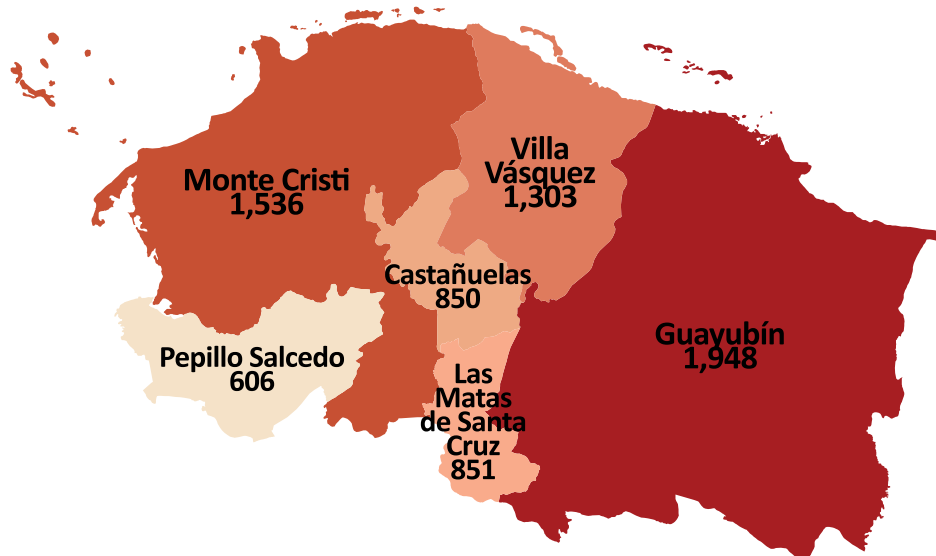 Villa
Vásquez
1,303
Monte Cristi
1,536
Castañuelas
850
Guayubín
1,948
Pepillo Salcedo
606
Las
Matas
de Santa
Cruz
851